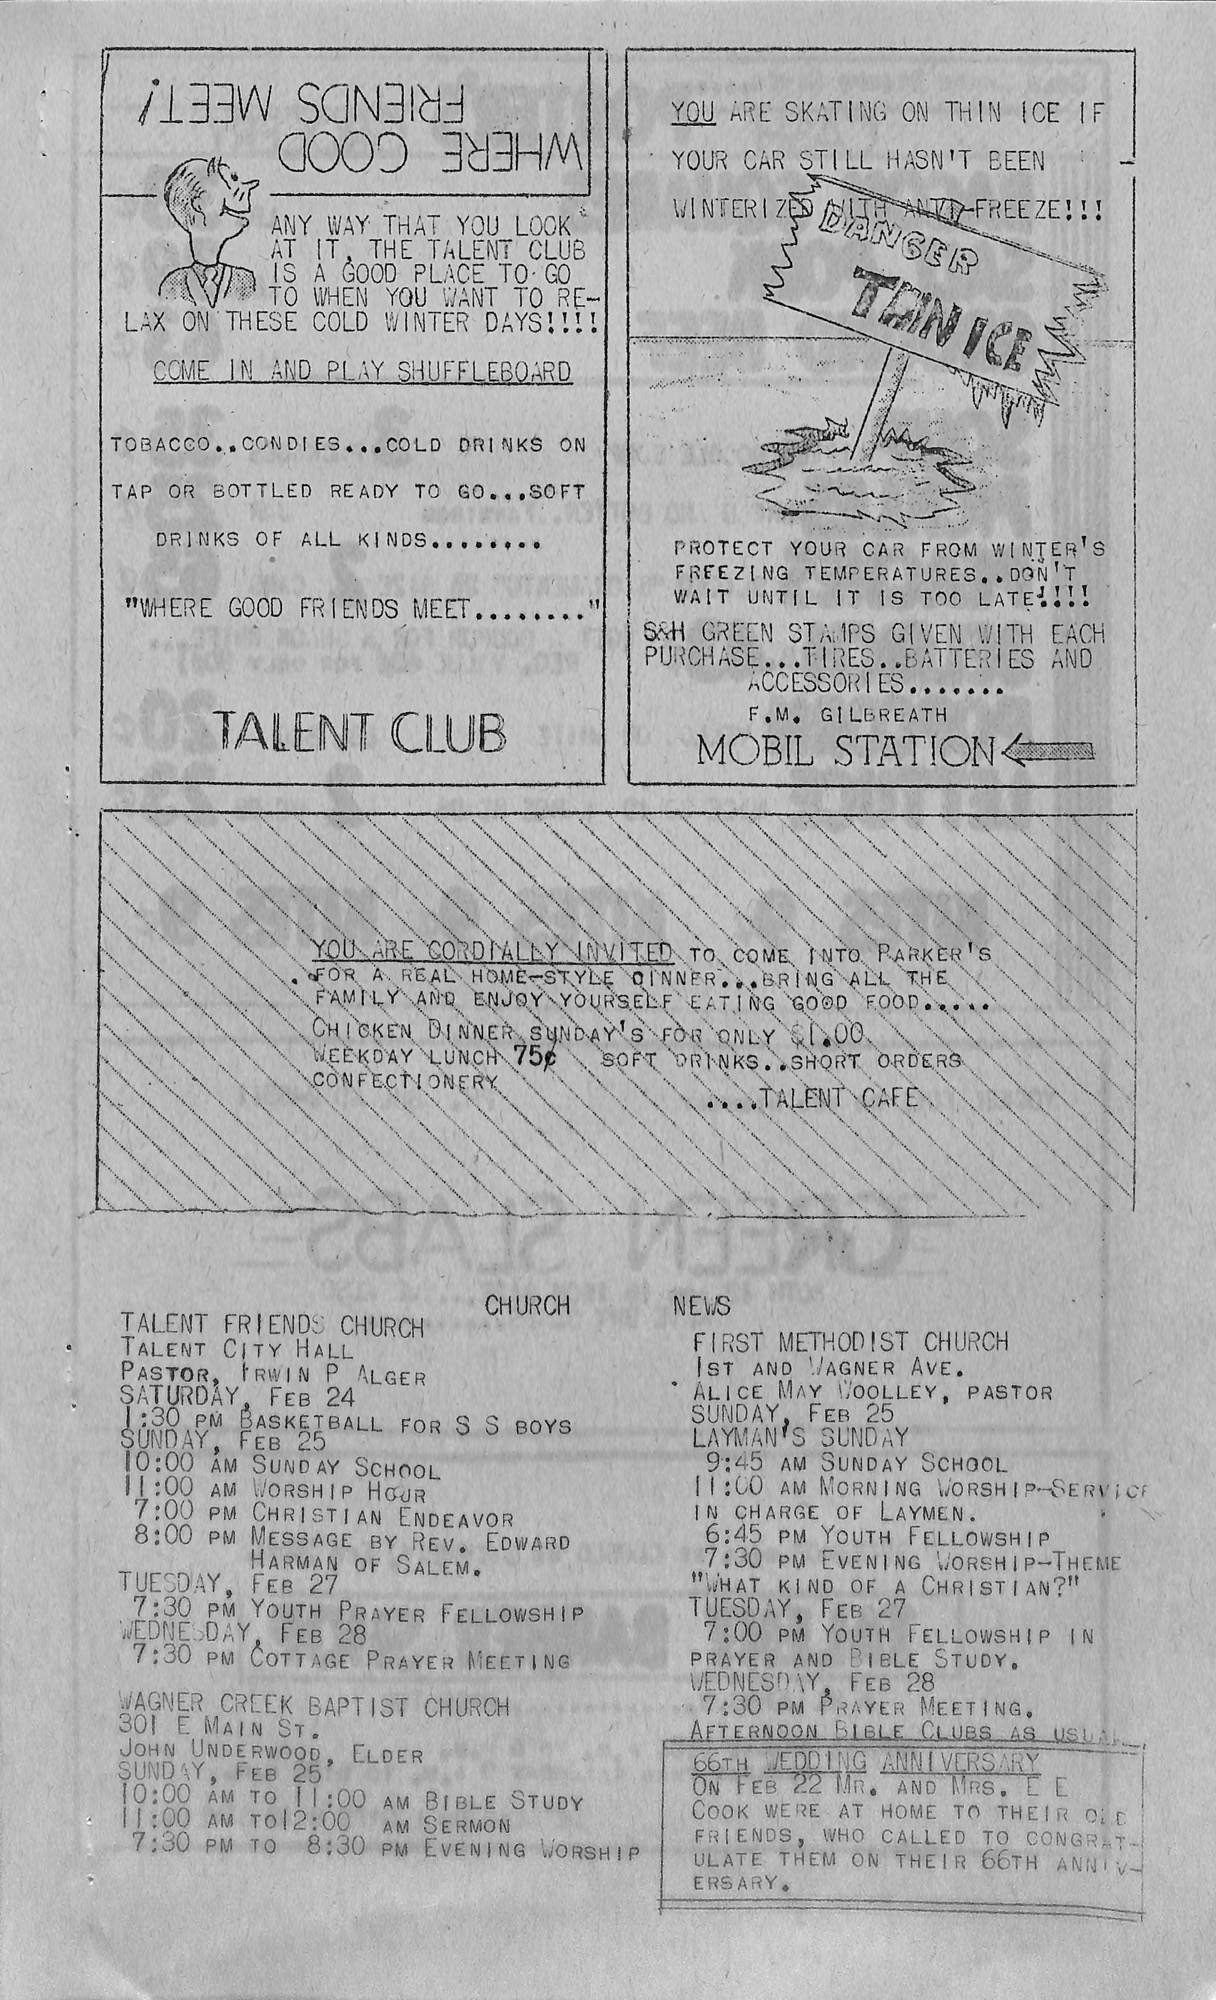 WHERE GOOD
FRIENDS MEET!
ANY WAY THAT YOU LOOK
AT IT, THE TALENT CLUB
IS A GOOD PLACE TO GO
TO WHEN YOU WANT TO RE-
LAX ON THESE COLD WINTER DAYS!!!!
COME IN AND PLAY SHUFFLEBOARD
TOBACCO..CONDIES...COLD DRINKS ON
TAP OR BOTTLED READY TO GO...SOFT
DRINKS OF ALL KINDS.........
"WHERE GOOD FRIENDS MEET........."
TALENT CLUB
YOU ARE SKATING ON THIN ICE IF
YOUR CAR STILL HASN'T BEEN
WINTERIZED WITH ANTI-FREEZE!!!
DANGER
THIN ICE
PROTECT YOUR CAR FROM WINTER'S
FREEZING TEMPERATURES..DON'T
WAIT UNTIL IT IS TOO LATE!!!!
S&H GREEN STAMPS GIVEN WITH EACH
PURCHASE...TIRES..BATTERIES AND
ACCESSORIES.......
F.M. GILBREATH
MOBIL STATION
YOU ARE CORDIALLY INVITED TO COME INTO PARKER'S
FOR A REAL HOME-STYLE DINNER...BRING ALL THE
FAMILY AND ENJOY YOURSELF EATING GOOD FOOD.....
CHICKEN DINNER SUNDAY'S FOR ONLY $1.00
WEEKDAY LUNCH 75¢ SOFT DRINKS..SHORT ORDERS
CONFECTIONERY
....TALENT CAFE
CHURCH NEWS
TALENT FRIENDS CHURCH
TALENT CITY HALL
PASTOR, IRWIN P ALGER
SATURDAY, FEB 24
1:30 PM BASKETBALL FOR S S BOYS
SUNDAY, FEB 25
10:00 AM SUNDAY SCHOOL
11:00 AM WORSHIP HOUR
7:00 PM CHRISTIAN ENDEAVOR
8:00 PM MESSAGE BY REV. EDWARD
HARMAN OF SALEM.
TUESDAY, FEB 27
7:30 PM YOUTH PRAYER FELLOWSHIP
WEDNESDAY, FEB 28
7:30 PM COTTAGE PRAYER MEETING
WAGNER CREEK BAPTIST CHURCH
301 E MAIN ST.
JOHN UNDERWOOD, ELDER
SUNDAY, FEB 25
10:00 AM TO 11:00 AM BIBLE STUDY
11:00 AM TO12:00 AM SERMON
7:30 PM TO 8:30 PM EVENING WORSHIP
FIRST METHODIST CHURCH
1ST AND WAGNER AVE.
ALICE MAY WOOLLEY, PASTOR
SUNDAY, FEB 25
LAYMAN'S SUNDAY
9:45 AM SUNDAY SCHOOL
11:00 AM MORNING WORSHIP-SERVICE
IN CHARGE OF LAYMEN.
6:45 PM YOUTH FELLOWSHIP
7:30 PM EVENING WORSHIP-THEME
"WHAT KIND OF A CHRISTIAN?"
TUESDAY, FEB 27
7:00 PM YOUTH FELLOWSHIP IN
PRAYER AND BIBLE STUDY.
WEDNESDAY, FEB 28
7:30 PM PRAYER MEETING.
AFTERNOON BIBLE CLUBS AS USUAL.
66TH WEDDING ANNIVERSARY
ON FEB 22 MR. AND MRS. E E
COOK WERE AT HOME TO THEIR OLD
FRIENDS, WHO CALLED TO CONGRAT-
ULATE THEM ON THEIR 66TH ANNIV-
ERSARY.